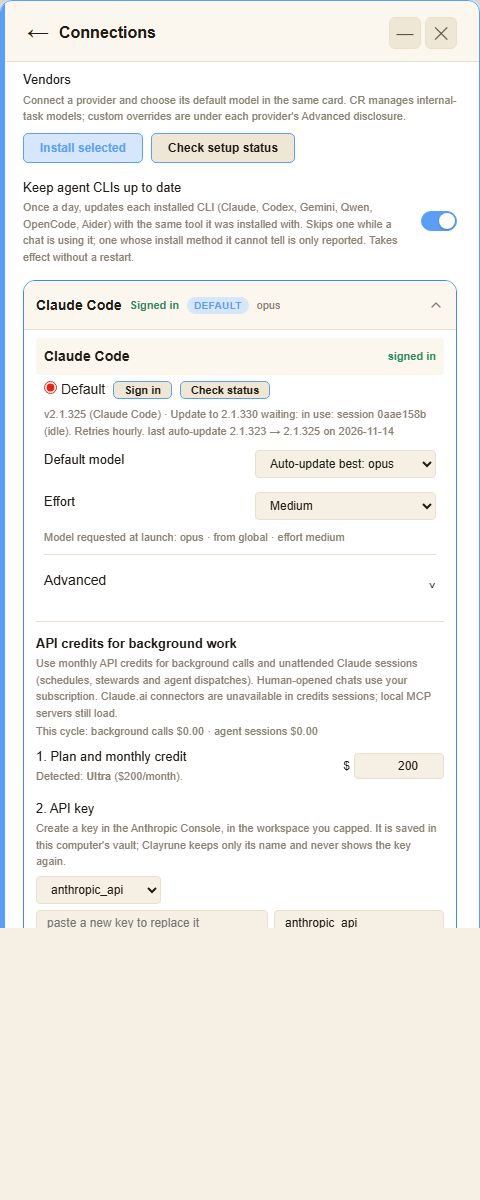 ← Connections
Vendors
Connect a provider and choose its default model in the same card. CR manages internal-
task models; custom overrides are under each provider's Advanced disclosure.
Install selected Check setup status
Keep agent CLIs up to date
Once a day, updates each installed CLI (Claude, Codex, Gemini, Qwen,
OpenCode, Aider) with the same tool it was installed with. Skips one while a
chat is using it; one whose install method it cannot tell is only reported. Takes
effect without a restart.
Claude Code Signed in DEFAULT opus
Claude Code signed in
Default Sign in Check status
v2.1.325 (Claude Code) · Update to 2.1.330 waiting: in use: session 0aae158b
(idle). Retries hourly. last auto-update 2.1.323 → 2.1.325 on 2026-11-14
Default model Auto-update best: opus
Effort Medium
Model requested at launch: opus · from global · effort medium
Advanced v
API credits for background work
Use monthly API credits for background calls and unattended Claude sessions
(schedules, stewards and agent dispatches). Human-opened chats use your
subscription. Claude.ai connectors are unavailable in credits sessions; local MCP
servers still load.
This cycle: background calls $0.00 · agent sessions $0.00
1. Plan and monthly credit $ 200
Detected: Ultra ($200/month).
2. API key
Create a key in the Anthropic Console, in the workspace you capped. It is saved in
this computer's vault; Clayrune keeps only its name and never shows the key
again.
anthropic_api
paste a new key to replace it anthropic_api